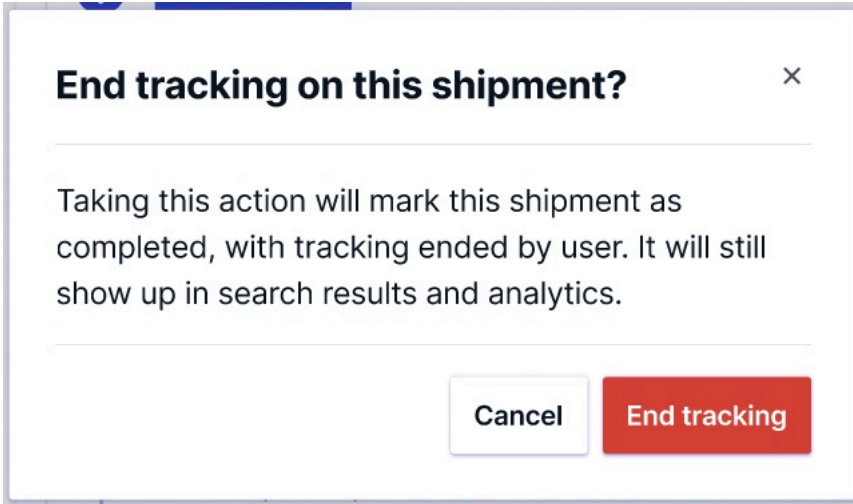 End tracking on this shipment?
Taking this action will mark this shipment as
completed, with tracking ended by user. It will still
show up in search results and analytics.
Cancel
End tracking